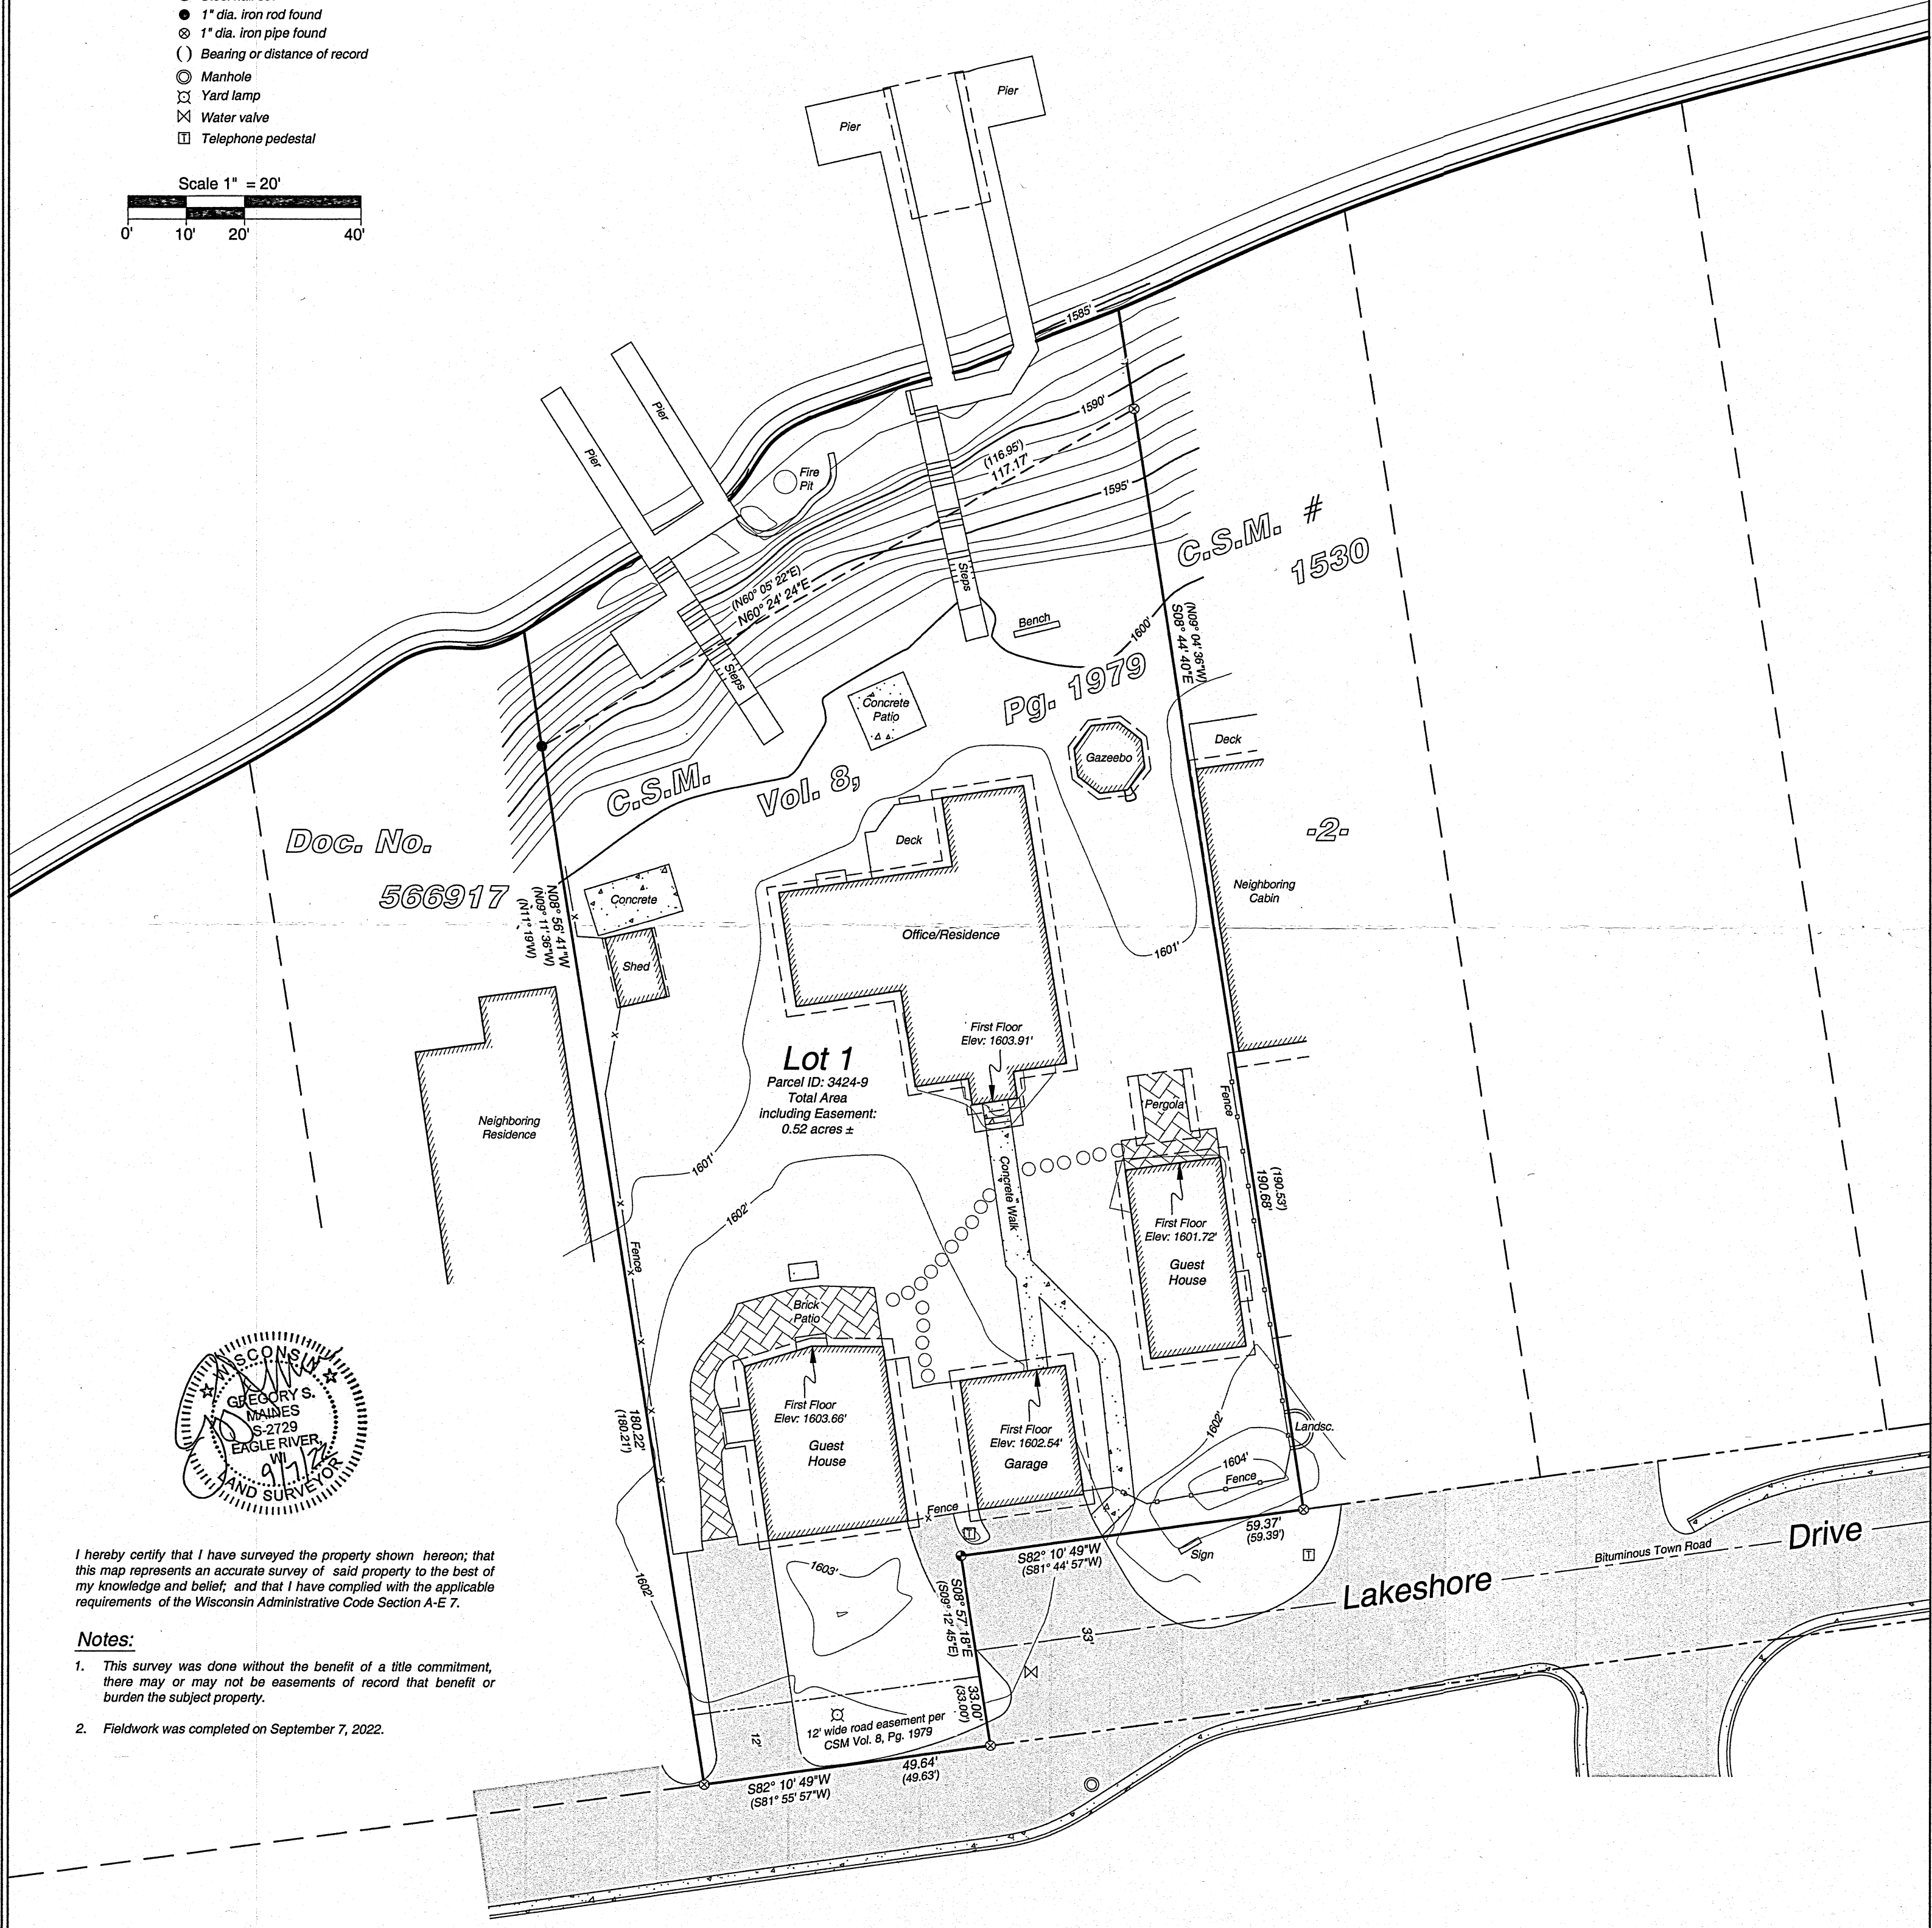 1" dia. iron rod found
1" dia. iron pipe found
( ) Bearing or distance of record
Manhole
Yard lamp
Water valve
T Telephone pedestal
Scale 1" = 20'
0' 10' 20' 40'
Pier
Pier
Pier
Pier
Fire
Pit
1585'
1590'
1595'
(116.95')
117.17'
(N60° 05' 22"E)
N60° 24' 24"E
Steps
Steps
Bench
1600'
C.S.M. #
1530
(N09° 04' 36"W)
S08° 44' 40"E
Concrete
Patio
C.S.M. Vol. 8, Pg. 1979
Gazeebo
Deck
-2-
Doc. No.
566917
N08° 56' 41"W
(N09° 11' 36"W)
(N11° 19'W)
Concrete
Shed
Deck
Office/Residence
1601'
Neighboring
Cabin
First Floor
Elev: 1603.91'
Lot 1
Parcel ID: 3424-9
Total Area
including Easement:
0.52 acres ±
Neighboring
Residence
Pergola
Fence
Concrete Walk
1601'
1602'
(190.53')
190.68'
First Floor
Elev: 1601.72'
Guest
House
Fence
Brick
Patio
First Floor
Elev: 1603.66'
Guest
House
First Floor
Elev: 1602.54'
Garage
180.22'
(180.21')
1602'
Landsc.
1604'
Fence
Fence
T
59.37'
(59.39')
S82° 10' 49"W
(S81° 44' 57"W)
Sign
T
Bituminous Town Road
Lakeshore Drive
1602'
1603'
S08° 57' 18"E
(S09° 12' 45"E)
33'
33.00'
(33.00')
12'
12' wide road easement per
CSM Vol. 8, Pg. 1979
49.64'
(49.63')
S82° 10' 49"W
(S81° 55' 57"W)
WISCONSIN
GREGORY S.
MAINES
S-2729
EAGLE RIVER,
WI
9/7/22
LAND SURVEYOR
I hereby certify that I have surveyed the property shown hereon; that
this map represents an accurate survey of said property to the best of
my knowledge and belief; and that I have complied with the applicable
requirements of the Wisconsin Administrative Code Section A-E 7.
Notes:
1. This survey was done without the benefit of a title commitment,
there may or may not be easements of record that benefit or
burden the subject property.
2. Fieldwork was completed on September 7, 2022.